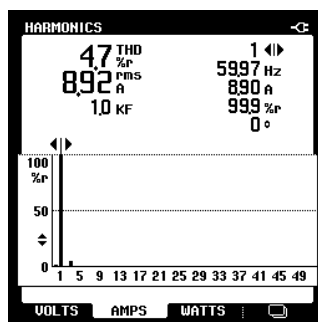 HARMONICS
4.7 THD %r
8.92 rms A
1.0 KF
1
59.97 Hz
8.90 A
99.9 %r
0 °
100
%r
50
0
1 5 9 13 17 21 25 29 33 37 41 45 49
VOLTS AMPS WATTS